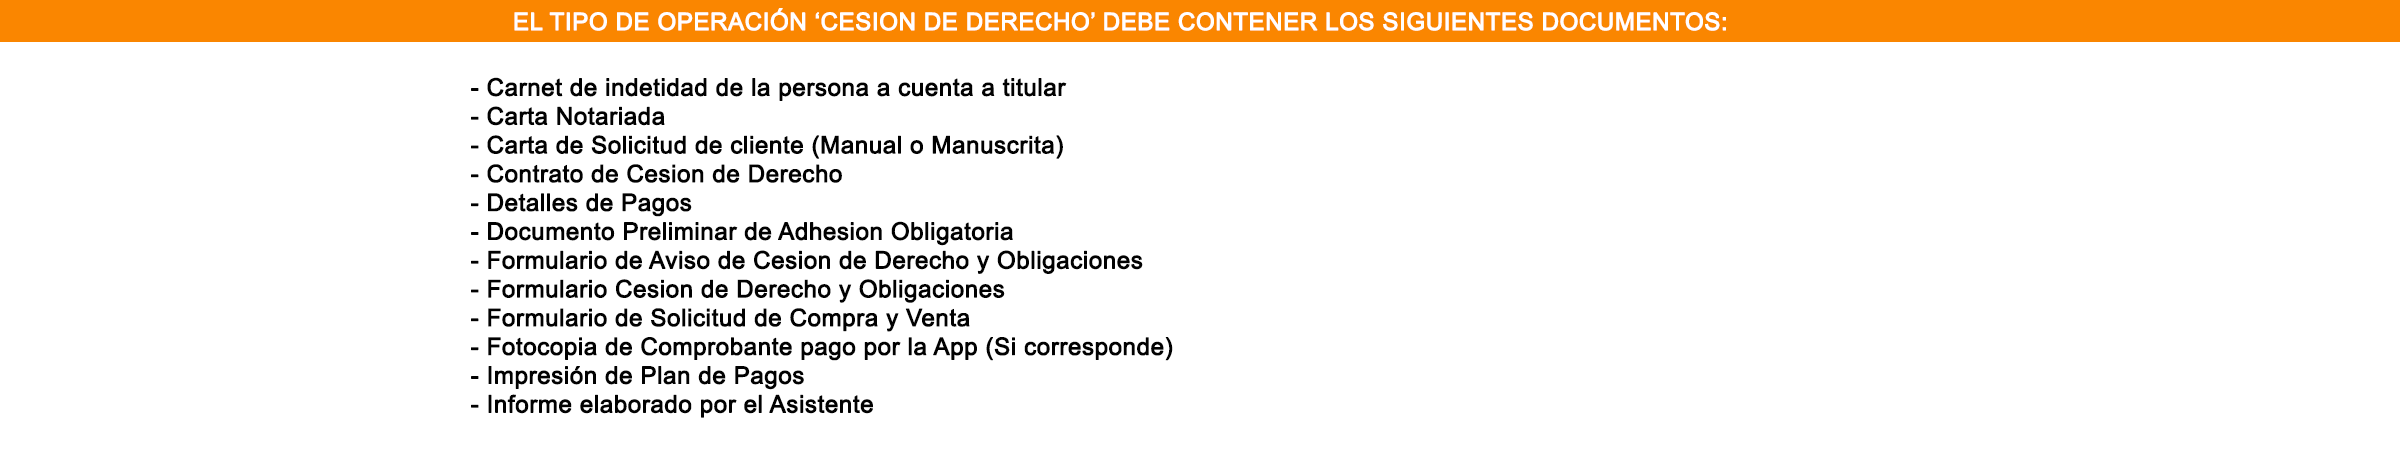 EL TIPO DE OPERACIÓN ‘CESION DE DERECHO’ DEBE CONTENER LOS SIGUIENTES DOCUMENTOS:
- Carnet de indetidad de la persona a cuenta a titular
- Carta Notariada
- Carta de Solicitud de cliente (Manual o Manuscrita)
- Contrato de Cesion de Derecho
- Detalles de Pagos
- Documento Preliminar de Adhesion Obligatoria
- Formulario de Aviso de Cesion de Derecho y Obligaciones
- Formulario Cesion de Derecho y Obligaciones
- Formulario de Solicitud de Compra y Venta
- Fotocopia de Comprobante pago por la App (Si corresponde)
- Impresión de Plan de Pagos
- Informe elaborado por el Asistente